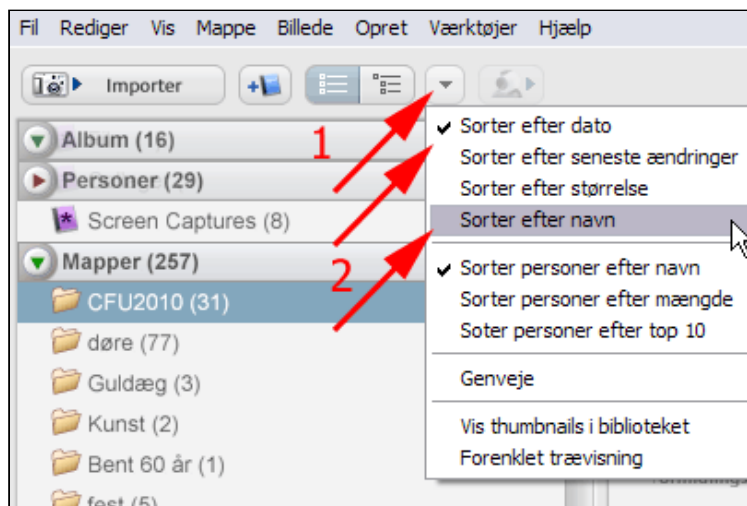 Fil Rediger Vis Mappe Billede Opret Værktøjer Hjælp
Importer
1
Album (16)
Personer (29)
Screen Captures (8)
2
Mapper (257)
CFU2010 (31)
døre (77)
Guldæg (3)
Kunst (2)
Bent 60 år (1)
fest (5)
Sorter efter dato
Sorter efter seneste ændringer
Sorter efter størrelse
Sorter efter navn
Sorter personer efter navn
Sorter personer efter mængde
Soter personer efter top 10
Genveje
Vis thumbnails i biblioteket
Forenklet trævisning